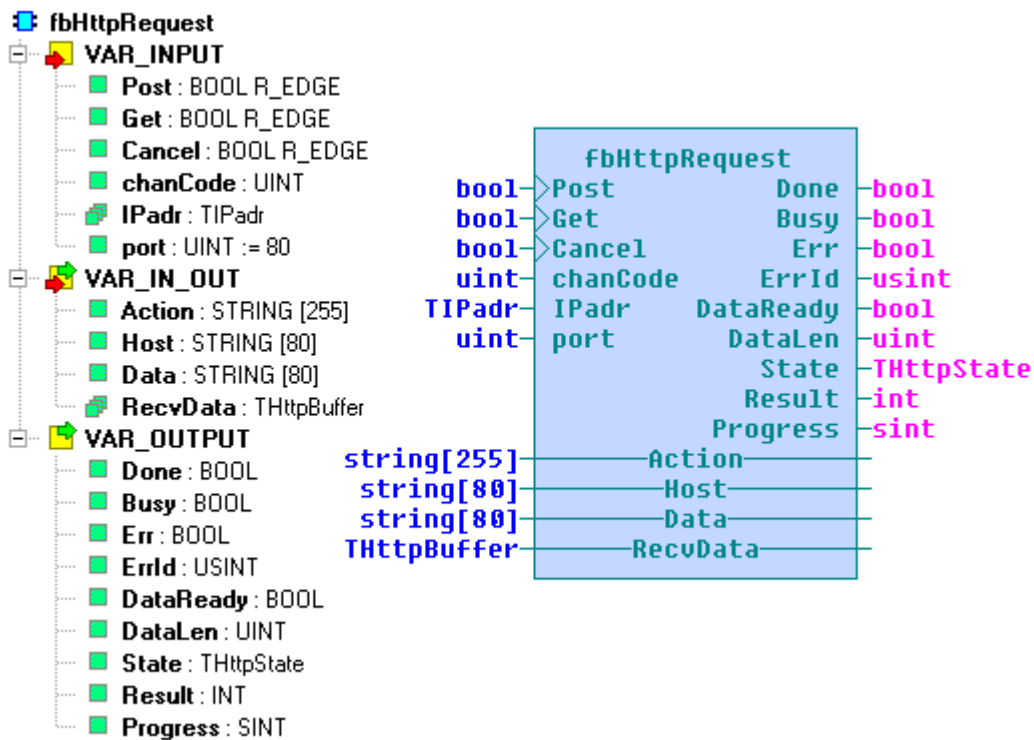 fbHttpRequest
VAR_INPUT
Post : BOOL R_EDGE
Get : BOOL R_EDGE
Cancel : BOOL R_EDGE
chanCode : UINT
IPadr : TIPadr
port : UINT := 80
VAR_IN_OUT
Action : STRING [255]
Host : STRING [80]
Data : STRING [80]
RecvData : THttpBuffer
VAR_OUTPUT
Done : BOOL
Busy : BOOL
Err : BOOL
ErrId : USINT
DataReady : BOOL
DataLen : UINT
State : THttpState
Result : INT
Progress : SINT
fbHttpRequest
bool Post Done bool
bool Get Busy bool
bool Cancel Err bool
uint chanCode ErrId usint
TIPadr IPadr DataReady bool
uint port DataLen uint
State THttpState
Result int
Progress sint
string[255] Action
string[80] Host
string[80] Data
THttpBuffer RecvData